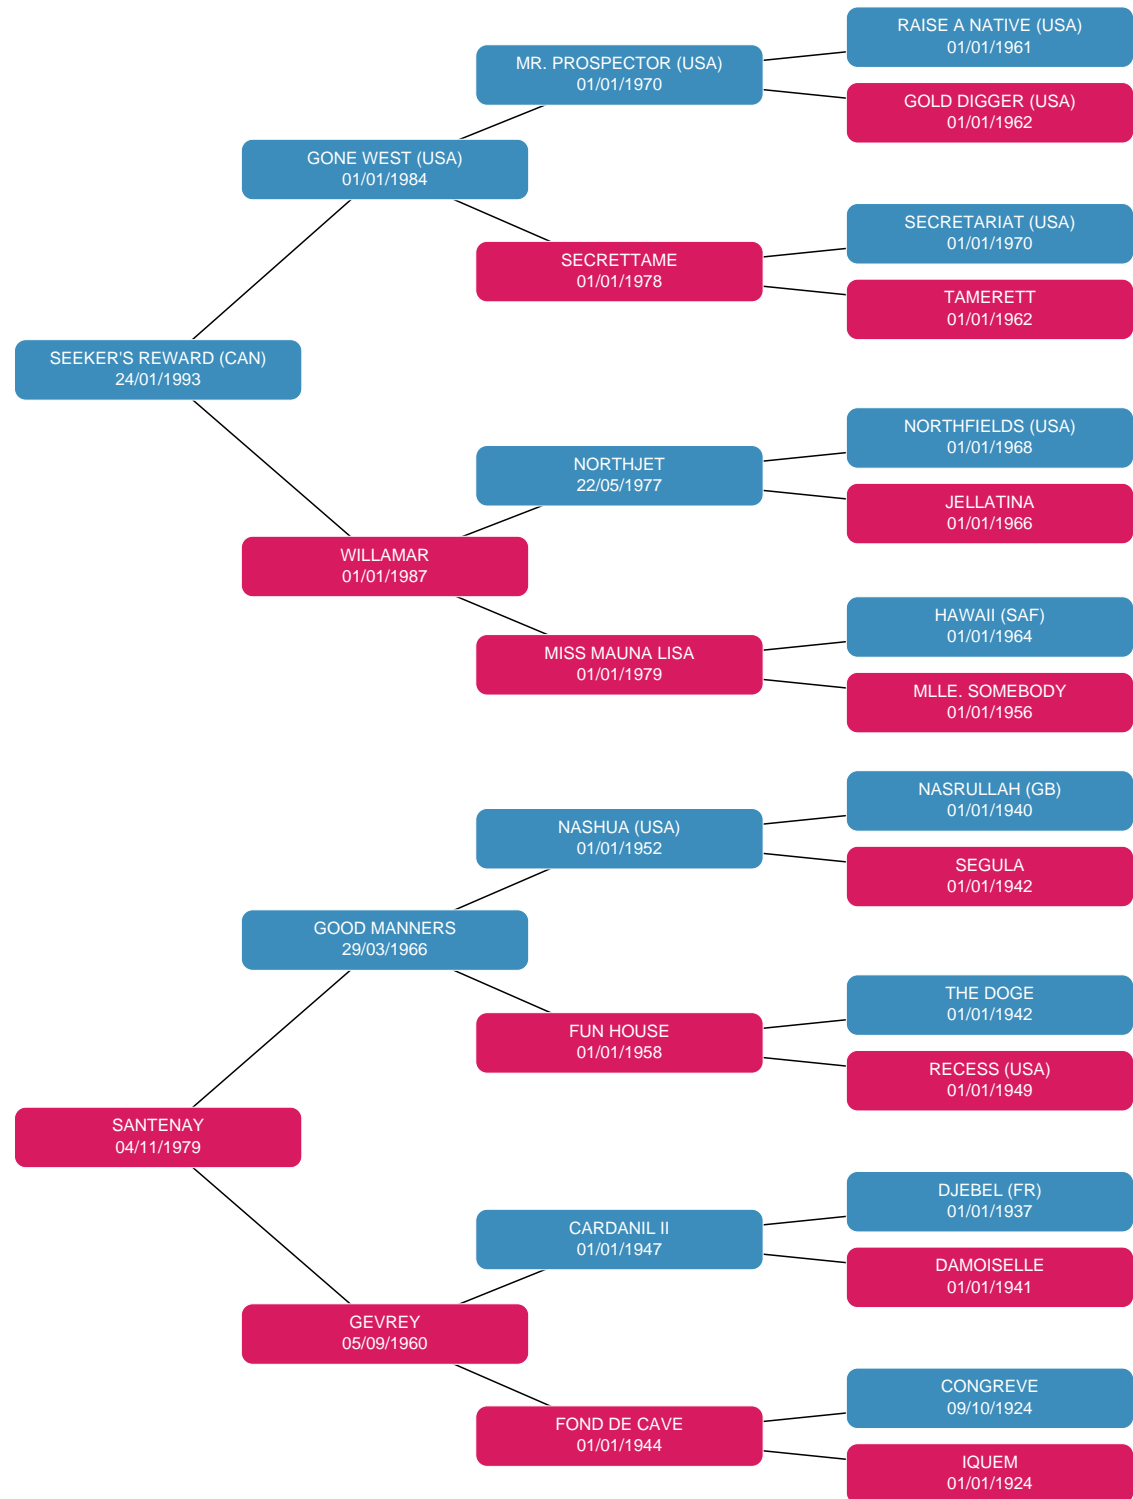 RAISE A NATIVE (USA)
01/01/1961
MR. PROSPECTOR (USA)
01/01/1970
GOLD DIGGER (USA)
01/01/1962
GONE WEST (USA)
01/01/1984
SECRETARIAT (USA)
01/01/1970
SECRETTAME
01/01/1978
TAMERETT
01/01/1962
SEEKER'S REWARD (CAN)
24/01/1993
NORTHFIELDS (USA)
01/01/1968
NORTHJET
22/05/1977
JELLATINA
01/01/1966
WILLAMAR
01/01/1987
HAWAII (SAF)
01/01/1964
MISS MAUNA LISA
01/01/1979
MLLE. SOMEBODY
01/01/1956
NASRULLAH (GB)
01/01/1940
NASHUA (USA)
01/01/1952
SEGULA
01/01/1942
GOOD MANNERS
29/03/1966
THE DOGE
01/01/1942
FUN HOUSE
01/01/1958
RECESS (USA)
01/01/1949
SANTENAY
04/11/1979
DJEBEL (FR)
01/01/1937
CARDANIL II
01/01/1947
DAMOISELLE
01/01/1941
GEVREY
05/09/1960
CONGREVE
09/10/1924
FOND DE CAVE
01/01/1944
IQUEM
01/01/1924